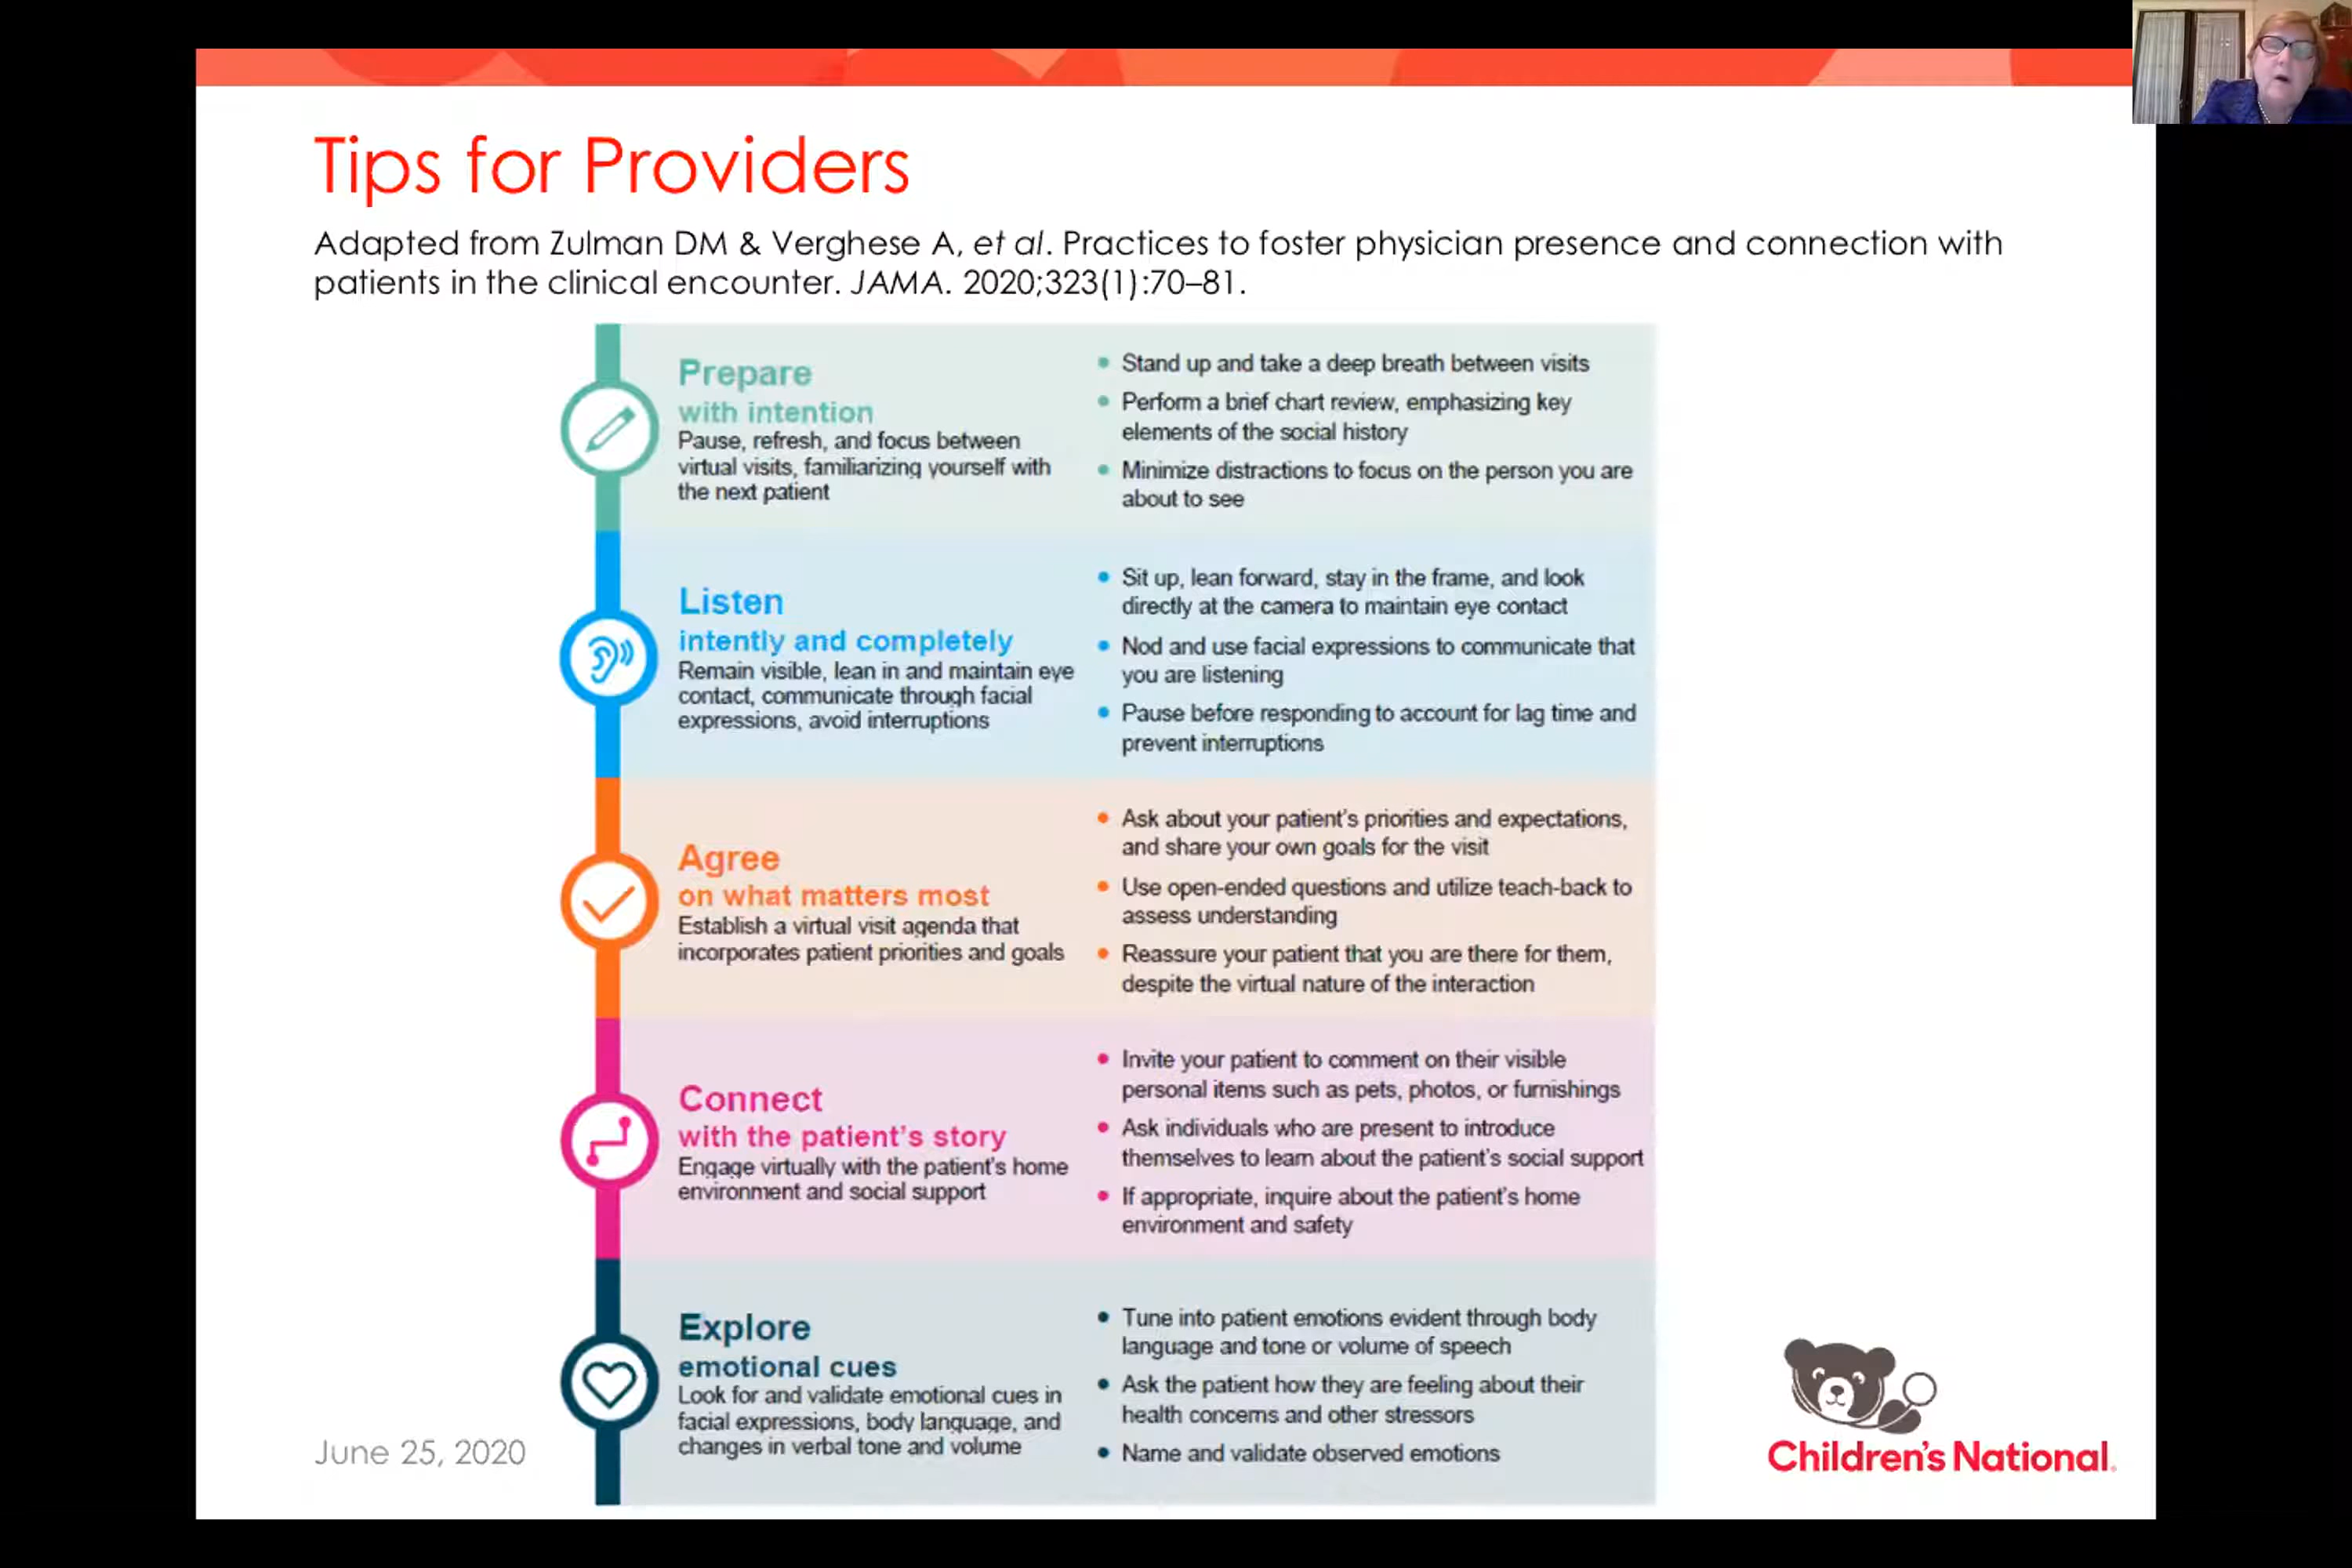 Tips for Providers
Adapted from Zulman DM & Verghese A, et al. Practices to foster physician presence and connection with
patients in the clinical encounter. JAMA. 2020;323(1):70–81.
Prepare
with intention
Pause, refresh, and focus between
virtual visits, familiarizing yourself with
the next patient
• Stand up and take a deep breath between visits
• Perform a brief chart review, emphasizing key
elements of the social history
• Minimize distractions to focus on the person you are
about to see
Listen
intently and completely
Remain visible, lean in and maintain eye
contact, communicate through facial
expressions, avoid interruptions
• Sit up, lean forward, stay in the frame, and look
directly at the camera to maintain eye contact
• Nod and use facial expressions to communicate that
you are listening
• Pause before responding to account for lag time and
prevent interruptions
Agree
on what matters most
Establish a virtual visit agenda that
incorporates patient priorities and goals
• Ask about your patient's priorities and expectations,
and share your own goals for the visit
• Use open-ended questions and utilize teach-back to
assess understanding
• Reassure your patient that you are there for them,
despite the virtual nature of the interaction
Connect
with the patient's story
Engage virtually with the patient's home
environment and social support
• Invite your patient to comment on their visible
personal items such as pets, photos, or furnishings
• Ask individuals who are present to introduce
themselves to learn about the patient's social support
• If appropriate, inquire about the patient's home
environment and safety
Explore
emotional cues
Look for and validate emotional cues in
facial expressions, body language, and
changes in verbal tone and volume
• Tune into patient emotions evident through body
language and tone or volume of speech
• Ask the patient how they are feeling about their
health concerns and other stressors
• Name and validate observed emotions
June 25, 2020
Children's National.